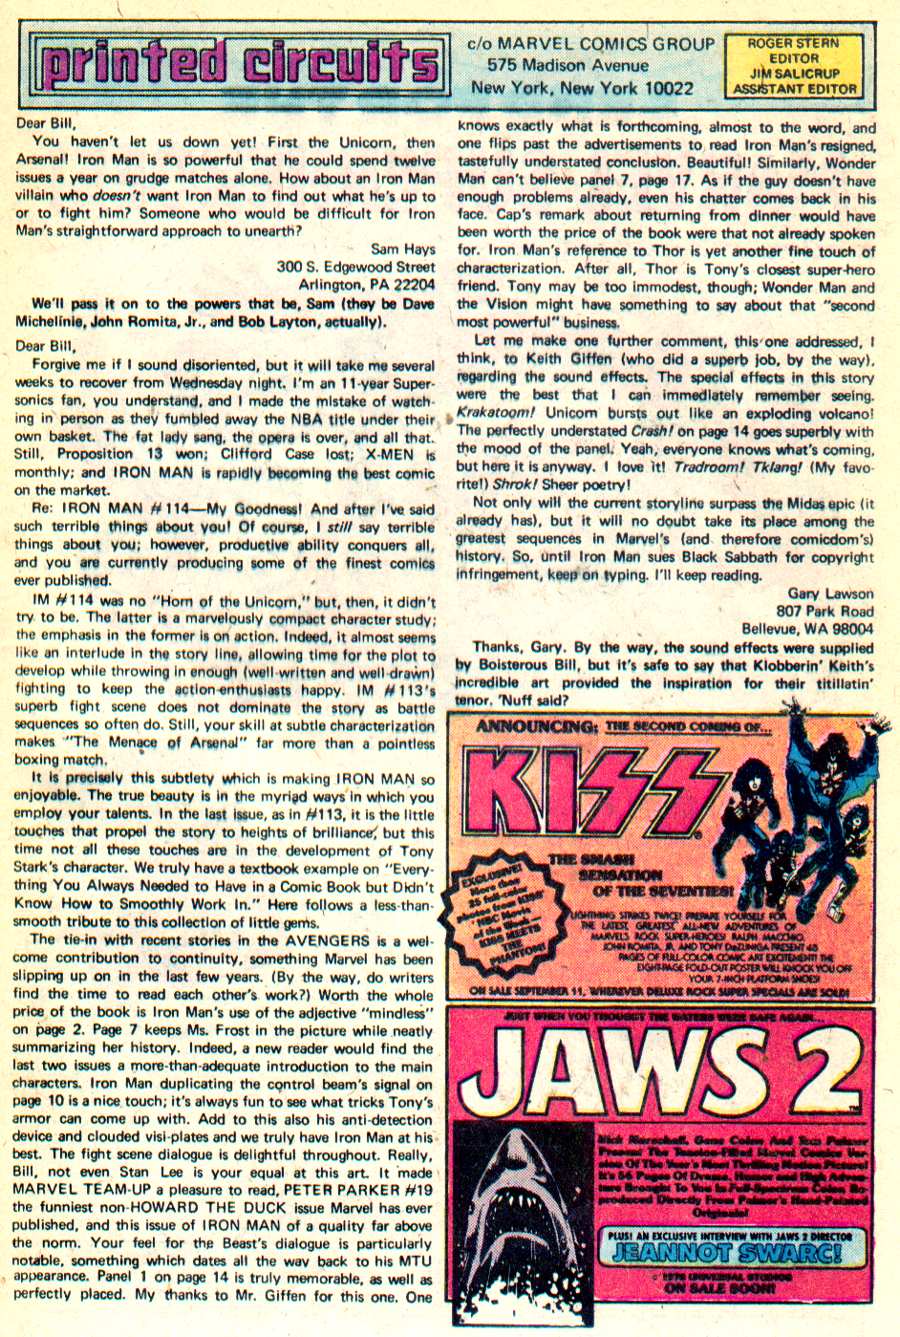 printed circuits
c/o MARVEL COMICS GROUP
575 Madison Avenue
New York, New York 10022
ROGER STERN
EDITOR
JIM SALICRUP
ASSISTANT EDITOR
Dear Bill,
You haven't let us down yet! First the Unicorn, then
Arsenal! Iron Man is so powerful that he could spend twelve
issues a year on grudge matches alone. How about an Iron Man
villain who doesn't want Iron Man to find out what he's up to
or to fight him? Someone who would be difficult for Iron
Man's straightforward approach to unearth?
Sam Hays
300 S. Edgewood Street
Arlington, PA 22204
We'll pass it on to the powers that be, Sam (they be Dave
Michelinie, John Romita, Jr., and Bob Layton, actually).
Dear Bill,
Forgive me if I sound disoriented, but it will take me several
weeks to recover from Wednesday night. I'm an 11-year Super-
sonics fan, you understand, and I made the mistake of watch-
ing in person as they fumbled away the NBA title under their
own basket. The fat lady sang, the opera is over, and all that.
Still, Proposition 13 won; Clifford Case lost; X-MEN is
monthly; and IRON MAN is rapidly becoming the best comic
on the market.
Re: IRON MAN #114—My Goodness! And after I've said
such terrible things about you! Of course, I still say terrible
things about you; however, productive ability conquers all,
and you are currently producing some of the finest comics
ever published.
IM #114 was no "Horn of the Unicorn," but, then, it didn't
try to be. The latter is a marvelously compact character study;
the emphasis in the former is on action. Indeed, it almost seems
like an interlude in the story line, allowing time for the plot to
develop while throwing in enough (well-written and well-drawn)
fighting to keep the action-enthusiasts happy. IM #113's
superb fight scene does not dominate the story as battle
sequences so often do. Still, your skill at subtle characterization
makes "The Menace of Arsenal" far more than a pointless
boxing match.
It is precisely this subtlety which is making IRON MAN so
enjoyable. The true beauty is in the myriad ways in which you
employ your talents. In the last issue, as in #113, it is the little
touches that propel the story to heights of brilliance, but this
time not all these touches are in the development of Tony
Stark's character. We truly have a textbook example on "Every-
thing You Always Needed to Have in a Comic Book but Didn't
Know How to Smoothly Work In." Here follows a less-than-
smooth tribute to this collection of little gems.
The tie-in with recent stories in the AVENGERS is a wel-
come contribution to continuity, something Marvel has been
slipping up on in the last few years. (By the way, do writers
find the time to read each other's work?) Worth the whole
price of the book is Iron Man's use of the adjective "mindless"
on page 2. Page 7 keeps Ms. Frost in the picture while neatly
summarizing her history. Indeed, a new reader would find the
last two issues a more-than-adequate introduction to the main
characters. Iron Man duplicating the control beam's signal on
page 10 is a nice touch; it's always fun to see what tricks Tony's
armor can come up with. Add to this also his anti-detection
device and clouded visi-plates and we truly have Iron Man at his
best. The fight scene dialogue is delightful throughout. Really,
Bill, not even Stan Lee is your equal at this art. It made
MARVEL TEAM-UP a pleasure to read, PETER PARKER #19
the funniest non-HOWARD THE DUCK issue Marvel has ever
published, and this issue of IRON MAN of a quality far above
the norm. Your feel for the Beast's dialogue is particularly
notable, something which dates all the way back to his MTU
appearance. Panel 1 on page 14 is truly memorable, as well as
perfectly placed. My thanks to Mr. Giffen for this one. One
knows exactly what is forthcoming, almost to the word, and
one flips past the advertisements to read Iron Man's resigned,
tastefully understated conclusion. Beautiful! Similarly, Wonder
Man can't believe panel 7, page 17. As if the guy doesn't have
enough problems already, even his chatter comes back in his
face. Cap's remark about returning from dinner would have
been worth the price of the book were that not already spoken
for. Iron Man's reference to Thor is yet another fine touch of
characterization. After all, Thor is Tony's closest super-hero
friend. Tony may be too immodest, though; Wonder Man and
the Vision might have something to say about that "second
most powerful" business.
Let me make one further comment, this one addressed, I
think, to Keith Giffen (who did a superb job, by the way),
regarding the sound effects. The special effects in this story
were the best that I can immediately remember seeing.
Krakatoom! Unicorn bursts out like an exploding volcano!
The perfectly understated Crash! on page 14 goes superbly with
the mood of the panel. Yeah, everyone knows what's coming,
but here it is anyway. I love it! Tradroom! Tklang! (My favo-
rite!) Shrok! Sheer poetry!
Not only will the current storyline surpass the Midas epic (it
already has), but it will no doubt take its place among the
greatest sequences in Marvel's (and therefore comicdom's)
history. So, until Iron Man sues Black Sabbath for copyright
infringement, keep on typing. I'll keep reading.
Gary Lawson
807 Park Road
Bellevue, WA 98004
Thanks, Gary. By the way, the sound effects were supplied
by Boisterous Bill, but it's safe to say that Klobberin' Keith's
incredible art provided the inspiration for their titillatin'
tenor. 'Nuff said?
ANNOUNCING: THE SECOND COMING OF...
KISS
THE SMASH
SENSATION
OF THE SEVENTIES!
EXCLUSIVE!
More than
25 full-color
photos from KISS'
NBC Movie
of the Week—
KISS MEETS
THE
PHANTOM!
LIGHTNING STRIKES TWICE! PREPARE YOURSELF FOR
THE LATEST, GREATEST ALL-NEW ADVENTURES OF
MARVEL'S ROCK SUPER-HEROES! RALPH MACCHIO,
JOHN ROMITA, JR. AND TONY DeZUNIGA PRESENT 48
PAGES OF FULL-COLOR COMIC ART EXCITEMENT! THE
EIGHT-PAGE FOLD-OUT POSTER WILL KNOCK YOU OFF
YOUR 7-INCH PLATFORM SHOES!
ON SALE SEPTEMBER 11, WHEREVER DELUXE ROCK SUPER SPECIALS ARE SOLD!
JUST WHEN YOU THOUGHT THE WATERS WERE SAFE AGAIN...
JAWS 2
Rick Marschall, Gene Colan And Tom Palmer
Present The Tension-Filled Marvel Comics Ver-
sion Of The Year's Most Thrilling Motion Picture!
It's 56 Pages Of Drama, Terror and High Adven-
ture Brought To You In Full-Spectrum Color Re-
produced Directly From Palmer's Hand-Painted
Originals!
PLUS! AN EXCLUSIVE INTERVIEW WITH JAWS 2 DIRECTOR
JEANNOT SWARC!
© 1978 UNIVERSAL STUDIOS
ON SALE SOON!